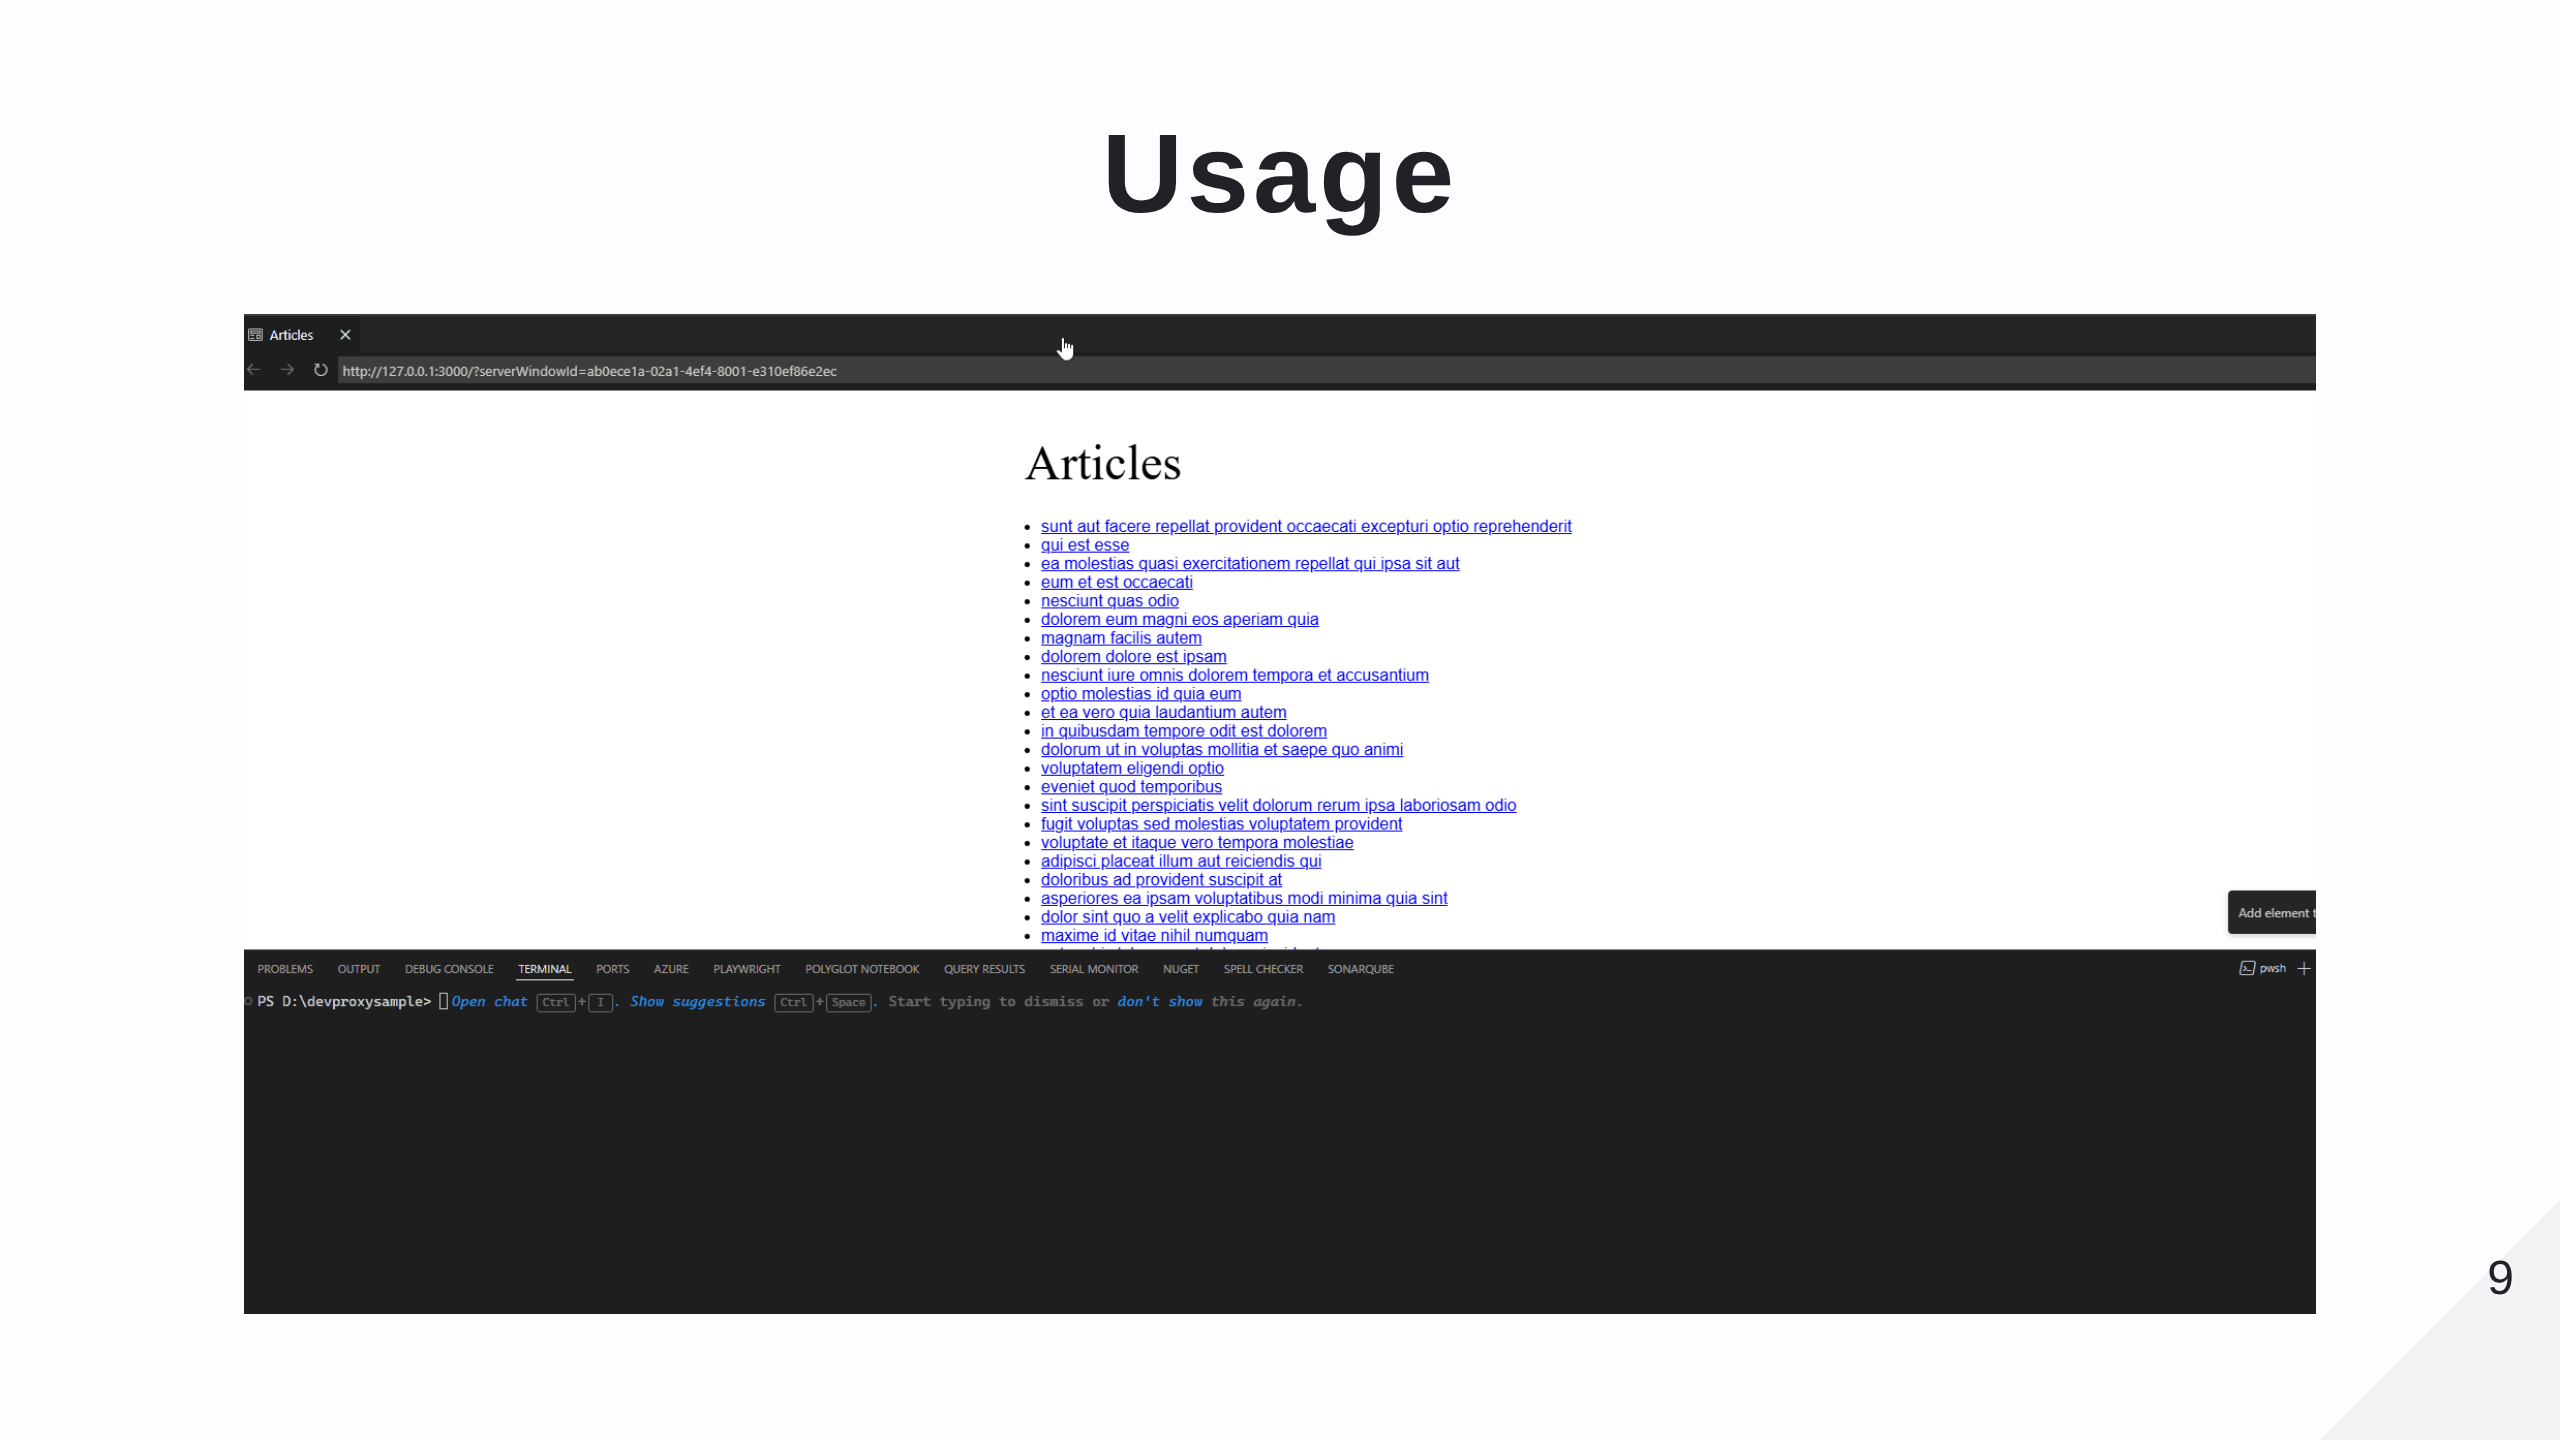 Usage
Articles
http://127.0.0.1:3000/?serverWindowId=ab0ece1a-02a1-4ef4-8001-e310ef86e2ec
Articles
sunt aut facere repellat provident occaecati excepturi optio reprehenderit
qui est esse
ea molestias quasi exercitationem repellat qui ipsa sit aut
eum et est occaecati
nesciunt quas odio
dolorem eum magni eos aperiam quia
magnam facilis autem
dolorem dolore est ipsam
nesciunt iure omnis dolorem tempora et accusantium
optio molestias id quia eum
et ea vero quia laudantium autem
in quibusdam tempore odit est dolorem
dolorum ut in voluptas mollitia et saepe quo animi
voluptatem eligendi optio
eveniet quod temporibus
sint suscipit perspiciatis velit dolorum rerum ipsa laboriosam odio
fugit voluptas sed molestias voluptatem provident
voluptate et itaque vero tempora molestiae
adipisci placeat illum aut reiciendis qui
doloribus ad provident suscipit at
asperiores ea ipsam voluptatibus modi minima quia sint
dolor sint quo a velit explicabo quia nam
maxime id vitae nihil numquam
Add element
PROBLEMS OUTPUT DEBUG CONSOLE TERMINAL PORTS AZURE PLAYWRIGHT POLYGLOT NOTEBOOK QUERY RESULTS SERIAL MONITOR NUGET SPELL CHECKER SONARQUBE pwsh
PS D:\devproxysample> Open chat Ctrl+I. Show suggestions Ctrl+Space. Start typing to dismiss or don't show this again.
9